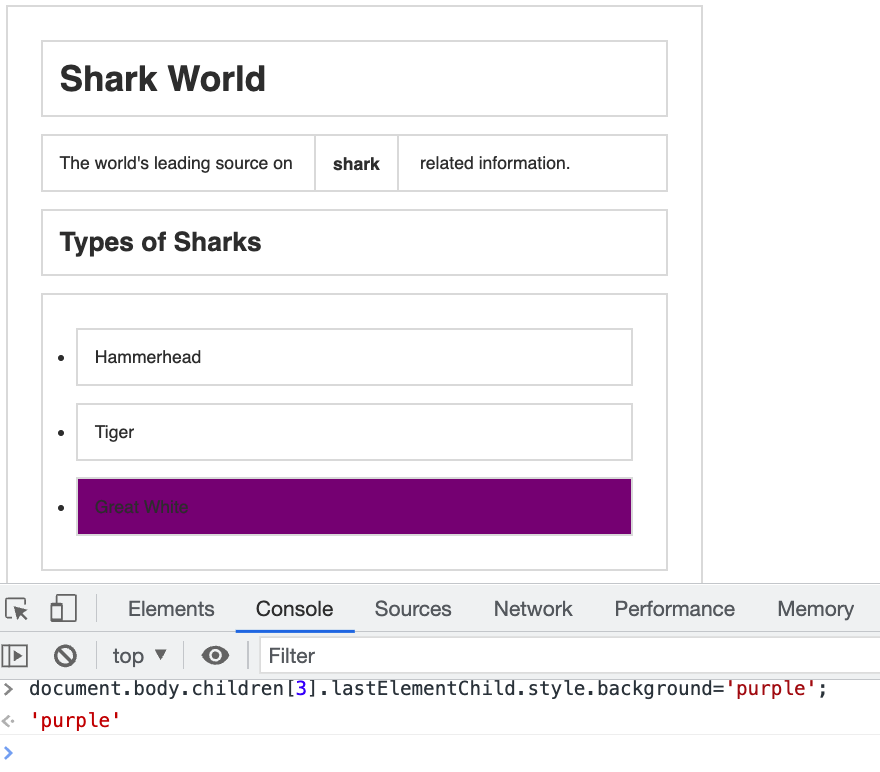 Shark World
The world's leading source on shark related information.
Types of Sharks
• Hammerhead
• Tiger
• Great White
Elements Console Sources Network Performance Memory
top ▼ Filter
> document.body.children[3].lastElementChild.style.background='purple';
<· 'purple'
>